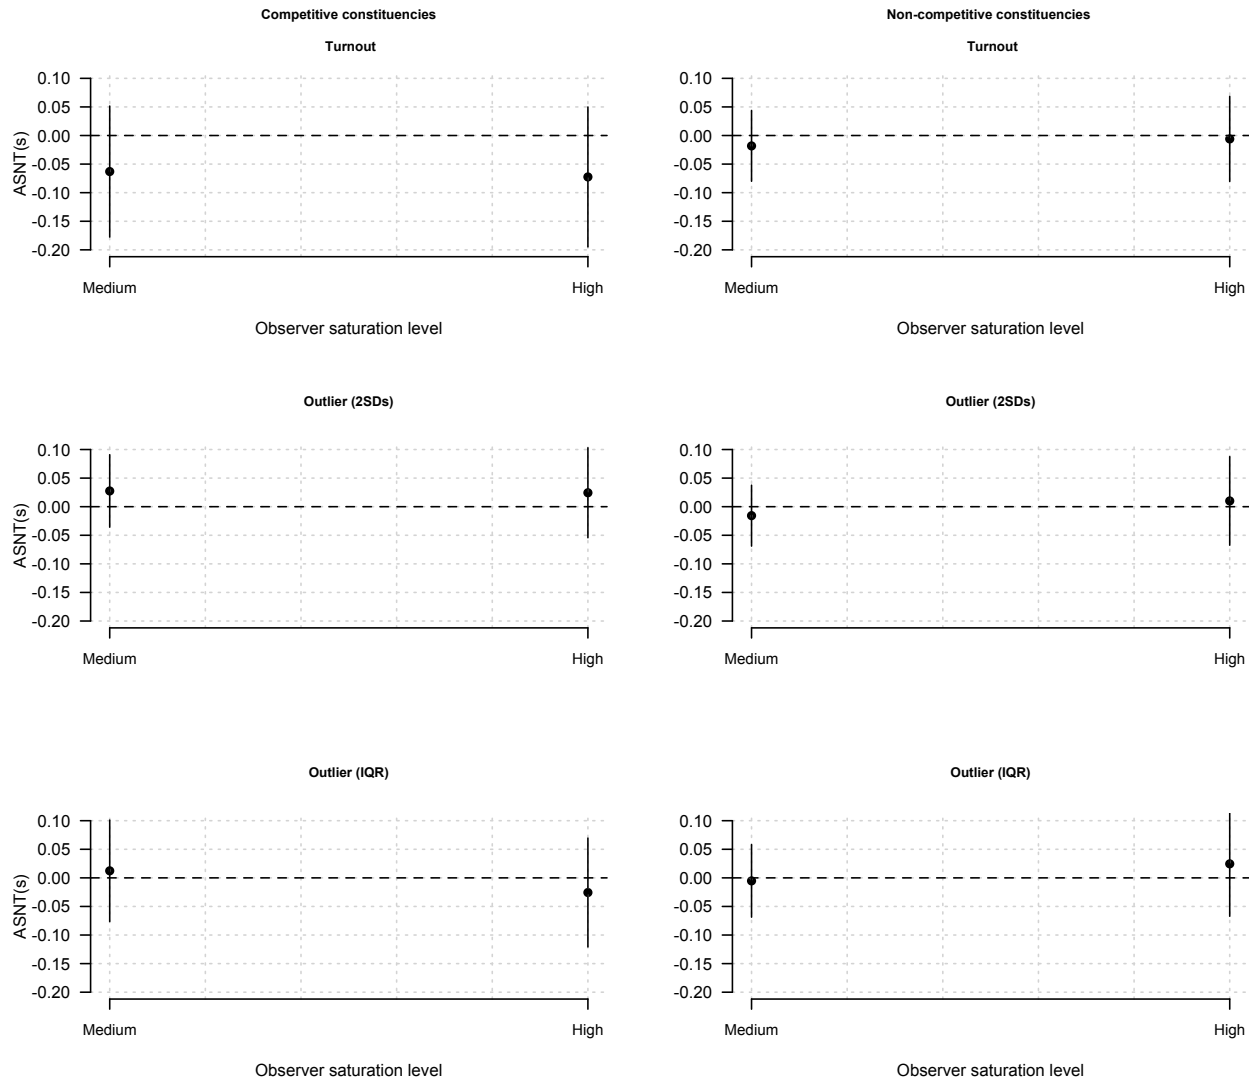 Competitive constituencies
Turnout
0.10
0.05
0.00
-0.05
-0.10
-0.15
-0.20
ASNT(s)
Medium
High
Observer saturation level
Non-competitive constituencies
Turnout
0.10
0.05
0.00
-0.05
-0.10
-0.15
-0.20
Medium
High
Observer saturation level
Outlier (2SDs)
0.10
0.05
0.00
-0.05
-0.10
-0.15
-0.20
ASNT(s)
Medium
High
Outlier (2SDs)
0.10
0.05
0.00
-0.05
-0.10
-0.15
-0.20
Medium
High
Outlier (IQR)
0.10
0.05
0.00
-0.05
-0.10
-0.15
-0.20
ASNT(s)
Medium
High
Observer saturation level
Outlier (IQR)
0.10
0.05
0.00
-0.05
-0.10
-0.15
-0.20
Medium
High
Observer saturation level